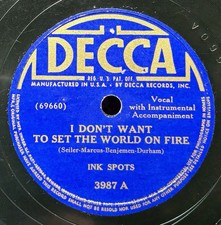 DECCA
REG. U.S. PAT. OFF.
MANUFACTURED IN U.S.A. BY DECCA RECORDS, INC.
(69660)
Vocal
with Instrumental
Accompaniment
I DON'T WANT
TO SET THE WORLD ON FIRE
(Seiler-Marcus-Benjemen-Durham)
INK SPOTS
3987 A